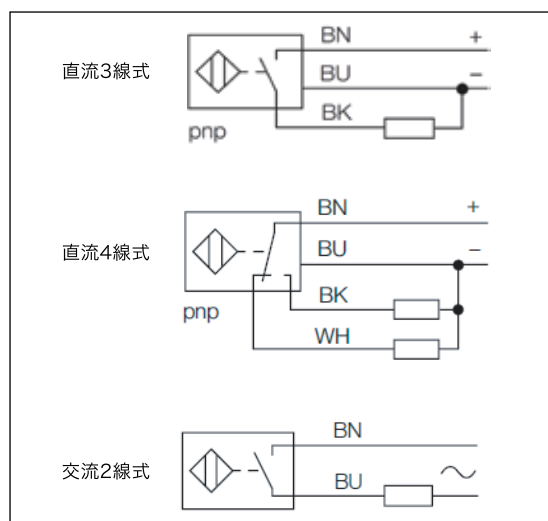 直流3線式
BN +
BU −
BK
pnp
直流4線式
BN +
BU −
BK
pnp
WH
交流2線式
BN
BU